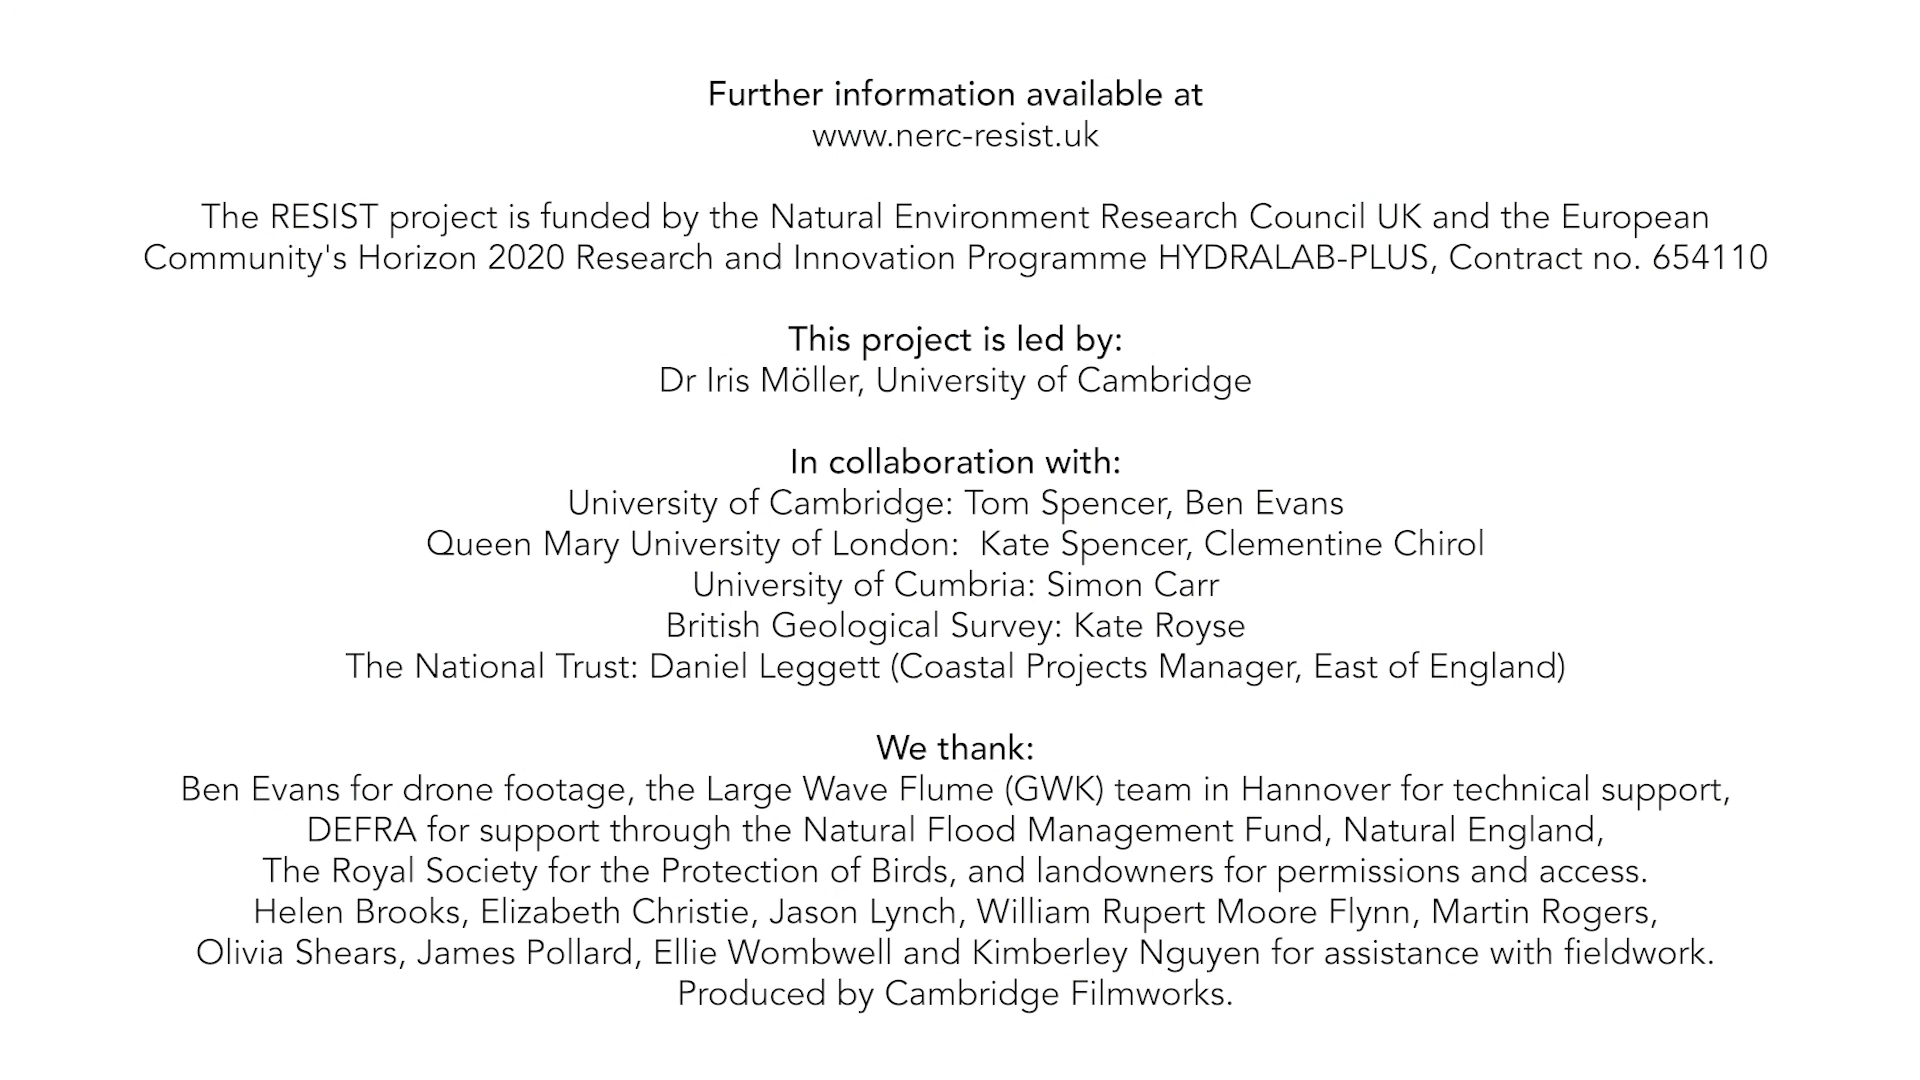 Further information available at
www.nerc-resist.uk
The RESIST project is funded by the Natural Environment Research Council UK and the European
Community's Horizon 2020 Research and Innovation Programme HYDRALAB-PLUS, Contract no. 654110
This project is led by:
Dr Iris Möller, University of Cambridge
In collaboration with:
University of Cambridge: Tom Spencer, Ben Evans
Queen Mary University of London:  Kate Spencer, Clementine Chirol
University of Cumbria: Simon Carr
British Geological Survey: Kate Royse
The National Trust: Daniel Leggett (Coastal Projects Manager, East of England)
We thank:
Ben Evans for drone footage, the Large Wave Flume (GWK) team in Hannover for technical support,
DEFRA for support through the Natural Flood Management Fund, Natural England,
The Royal Society for the Protection of Birds, and landowners for permissions and access.
Helen Brooks, Elizabeth Christie, Jason Lynch, William Rupert Moore Flynn, Martin Rogers,
Olivia Shears, James Pollard, Ellie Wombwell and Kimberley Nguyen for assistance with fieldwork.
Produced by Cambridge Filmworks.